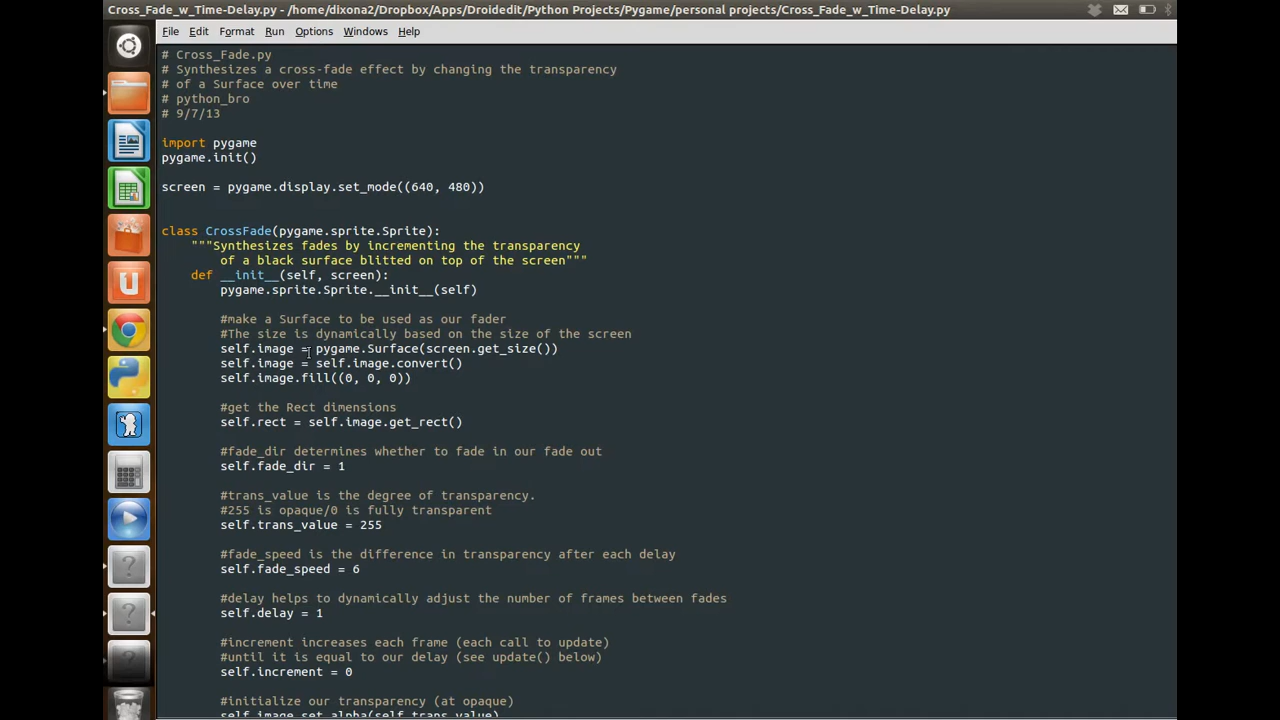 Cross_Fade_w_Time-Delay.py - /home/dixona2/Dropbox/Apps/Droidedit/Python Projects/Pygame/personal projects/Cross_Fade_w_Time-Delay.py
File Edit Format Run Options Windows Help
# Cross_Fade.py
# Synthesizes a cross-fade effect by changing the transparency
# of a Surface over time
# python_bro
# 9/7/13
import pygame
pygame.init()
screen = pygame.display.set_mode((640, 480))
class CrossFade(pygame.sprite.Sprite):
"""Synthesizes fades by incrementing the transparency
of a black surface blitted on top of the screen"""
def __init__(self, screen):
pygame.sprite.Sprite.__init__(self)
#make a Surface to be used as our fader
#The size is dynamically based on the size of the screen
self.image = pygame.Surface(screen.get_size())
self.image = self.image.convert()
self.image.fill((0, 0, 0))
#get the Rect dimensions
self.rect = self.image.get_rect()
#fade_dir determines whether to fade in our fade out
self.fade_dir = 1
#trans_value is the degree of transparency.
#255 is opaque/0 is fully transparent
self.trans_value = 255
#fade_speed is the difference in transparency after each delay
self.fade_speed = 6
#delay helps to dynamically adjust the number of frames between fades
self.delay = 1
#increment increases each frame (each call to update)
#until it is equal to our delay (see update() below)
self.increment = 0
#initialize our transparency (at opaque)
self.image.set_alpha(self.trans_value)